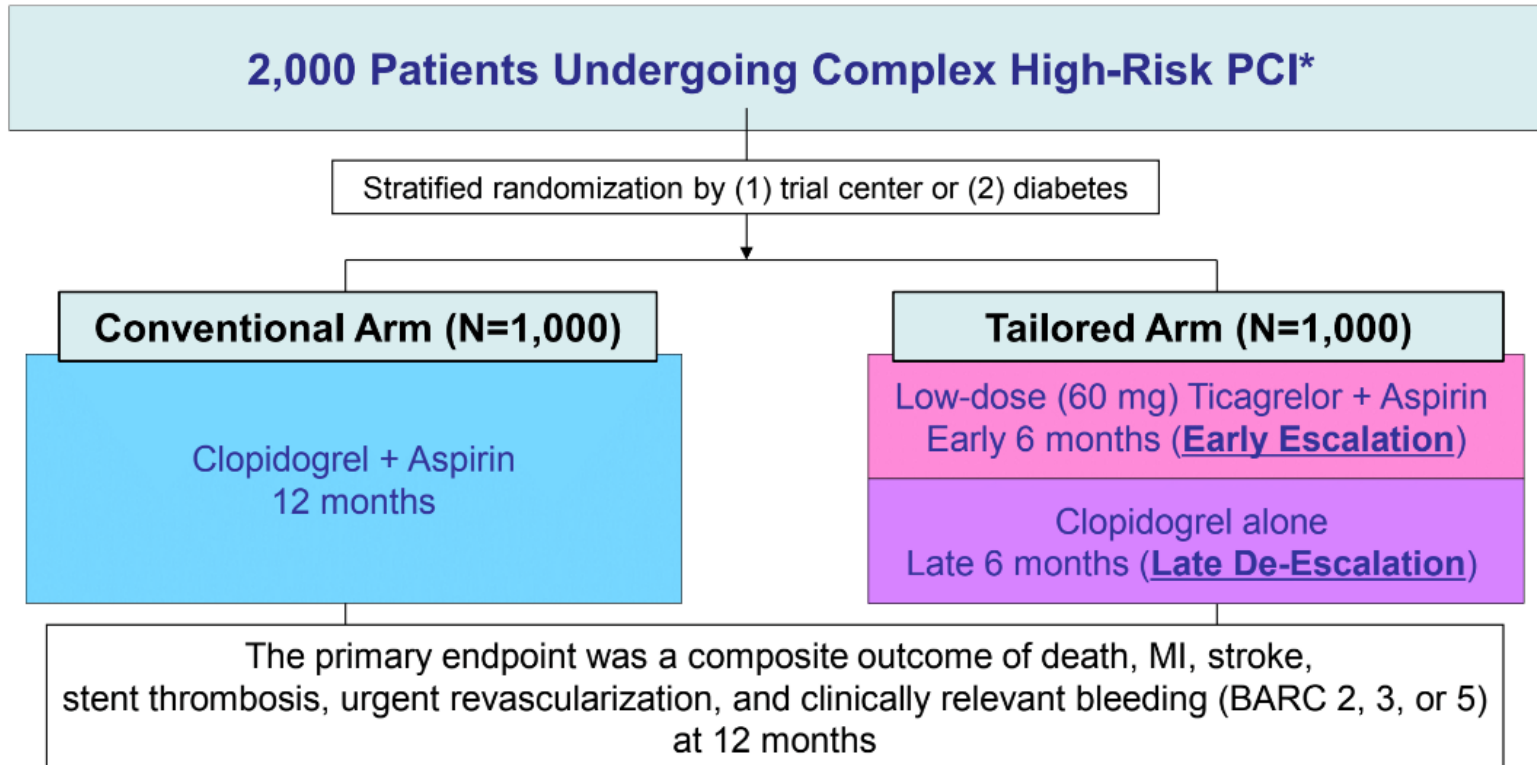 2,000 Patients Undergoing Complex High-Risk PCI*
Stratified randomization by (1) trial center or (2) diabetes
Conventional Arm (N=1,000)
Clopidogrel + Aspirin
12 months
Tailored Arm (N=1,000)
Low-dose (60 mg) Ticagrelor + Aspirin
Early 6 months (Early Escalation)
Clopidogrel alone
Late 6 months (Late De-Escalation)
The primary endpoint was a composite outcome of death, MI, stroke,
stent thrombosis, urgent revascularization, and clinically relevant bleeding (BARC 2, 3, or 5)
at 12 months